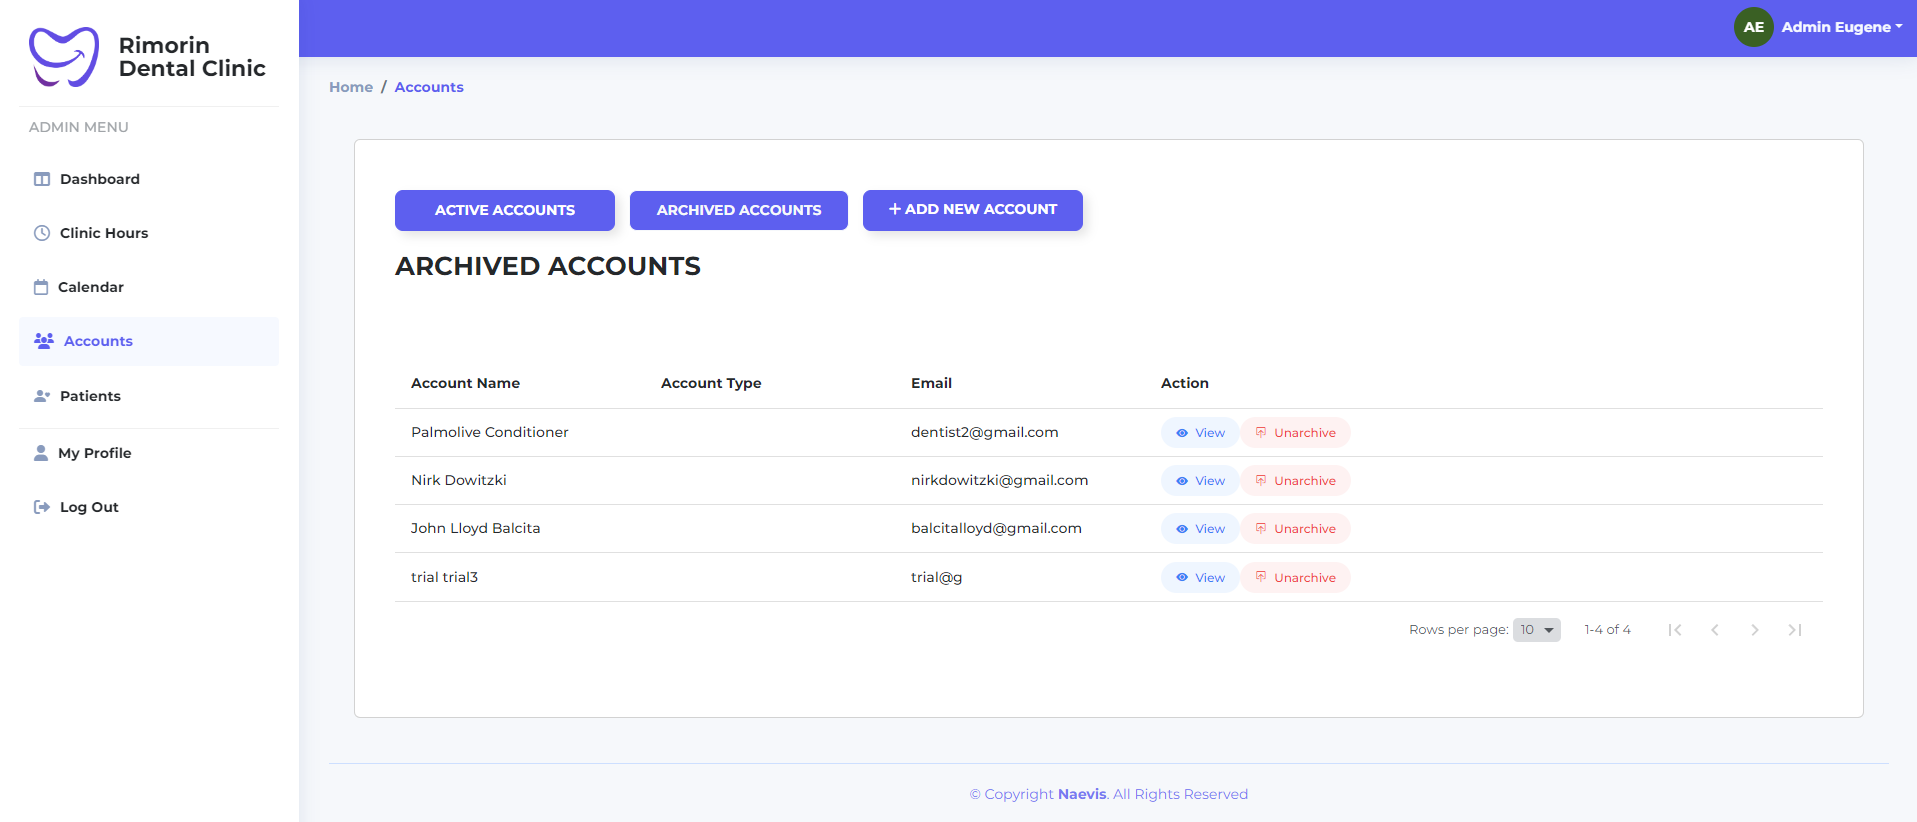 Rimorin
Dental Clinic
AE Admin Eugene
ADMIN MENU
Dashboard
Clinic Hours
Calendar
Accounts
Patients
My Profile
Log Out
Home / Accounts
ACTIVE ACCOUNTS ARCHIVED ACCOUNTS + ADD NEW ACCOUNT
ARCHIVED ACCOUNTS
Account Name Account Type Email Action
Palmolive Conditioner dentist2@gmail.com View Unarchive
Nirk Dowitzki nirkdowitzki@gmail.com View Unarchive
John Lloyd Balcita balcitalloyd@gmail.com View Unarchive
trial trial3 trial@g View Unarchive
Rows per page: 10 1-4 of 4
© Copyright Naevis. All Rights Reserved